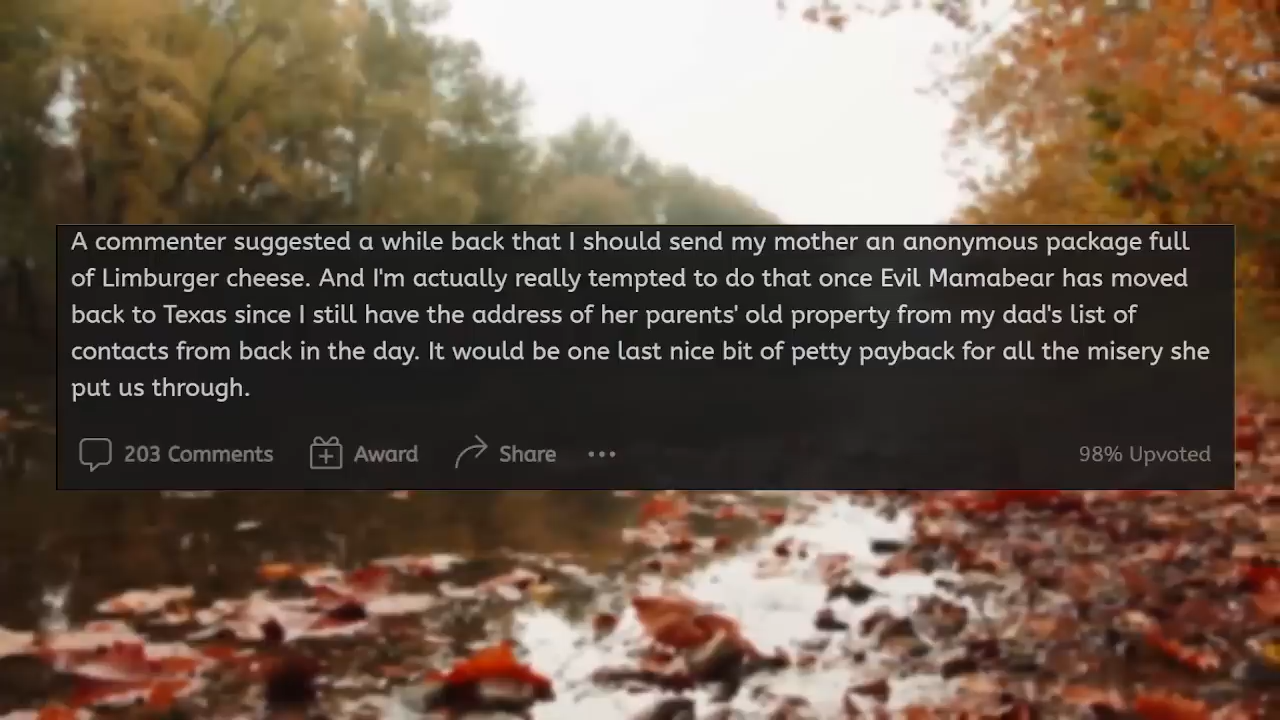 A commenter suggested a while back that I should send my mother an anonymous package full
of Limburger cheese. And I'm actually really tempted to do that once Evil Mamabear has moved
back to Texas since I still have the address of her parents' old property from my dad's list of
contacts from back in the day. It would be one last nice bit of petty payback for all the misery she
put us through.
203 Comments Award Share ••• 98% Upvoted